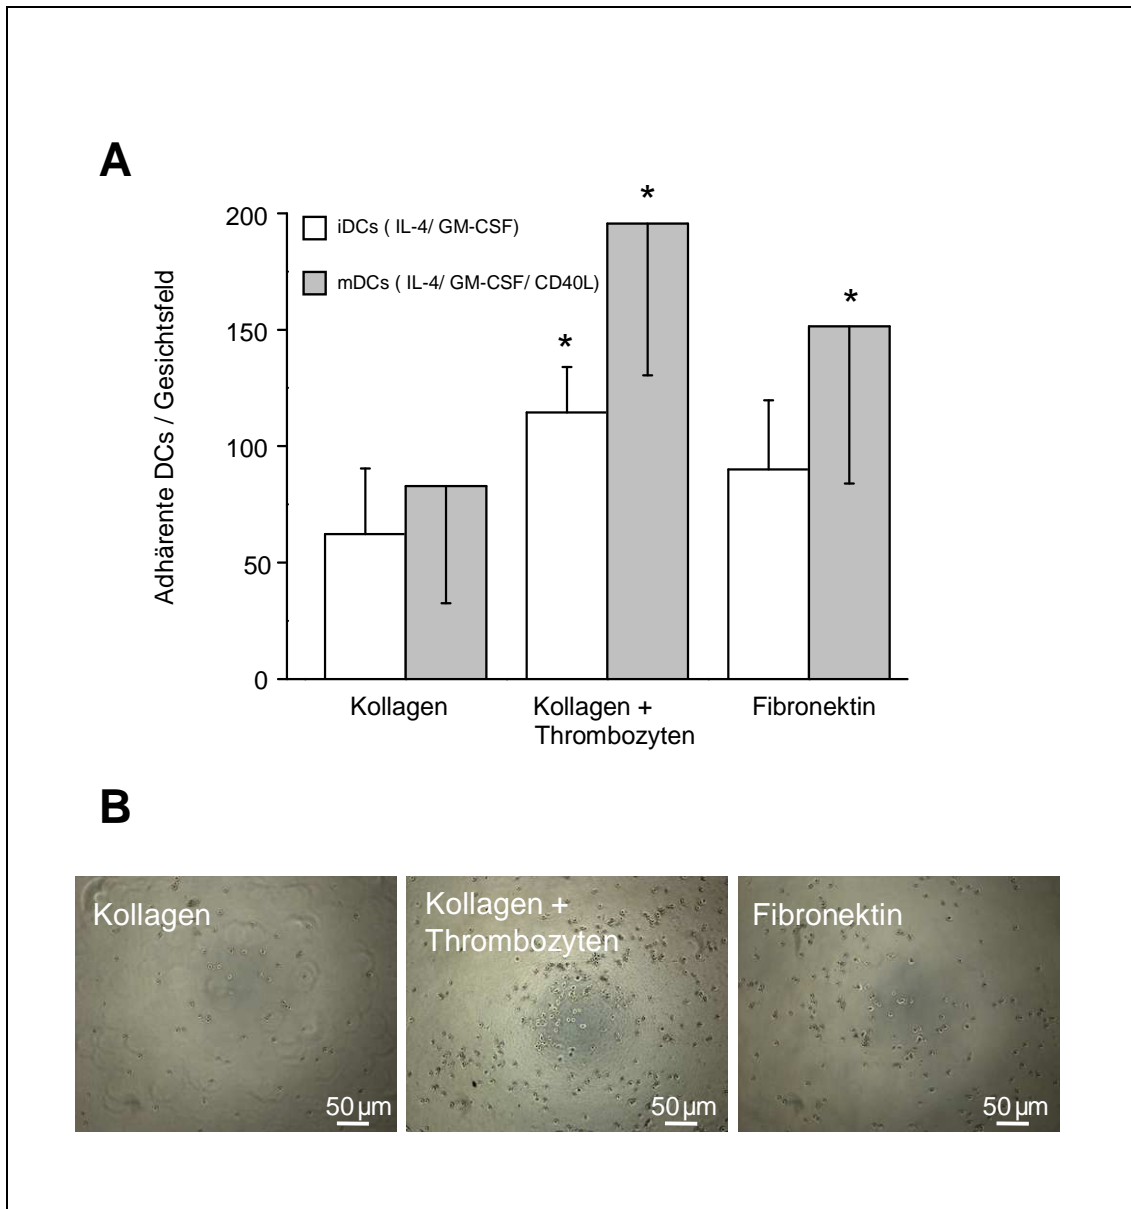 A
*
200
iDCs ( IL-4/ GM-CSF)
mDCs ( IL-4/ GM-CSF/ CD40L)
*
*
150
100
50
0
Adhärente DCs / Gesichtsfeld
Kollagen
Kollagen +
Thrombozyten
Fibronektin
B
Kollagen
50 µm
Kollagen +
Thrombozyten
50 µm
Fibronektin
50 µm